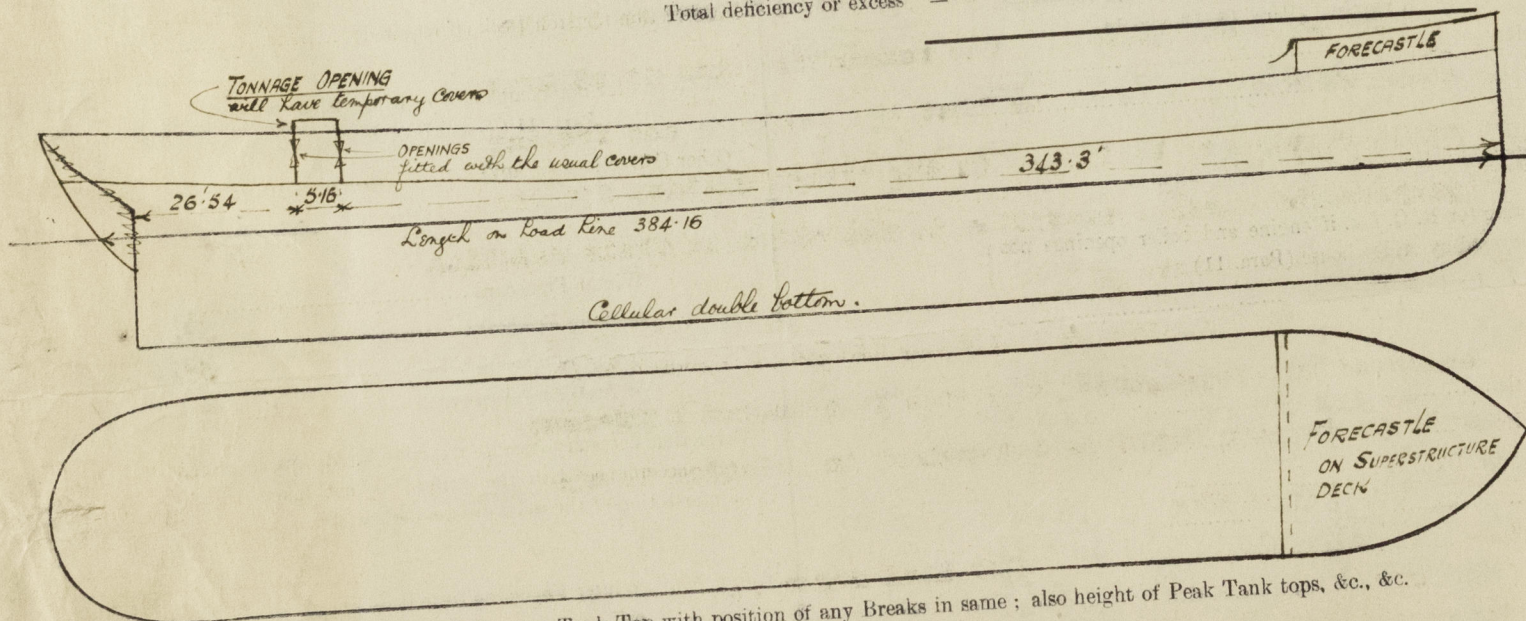 Total deficiency or excess —
FORECASTLE
TONNAGE OPENING
will have temporary covers
OPENINGS
fitted with the usual covers
343·3'
26'54
5·16
Length on Load Line 384·16
Cellular double bottom.
FORECASTLE
ON SUPERSTRUCTURE
DECK
Tank Top with position of any Breaks in same ; also height of Peak Tank tops, &c., &c.